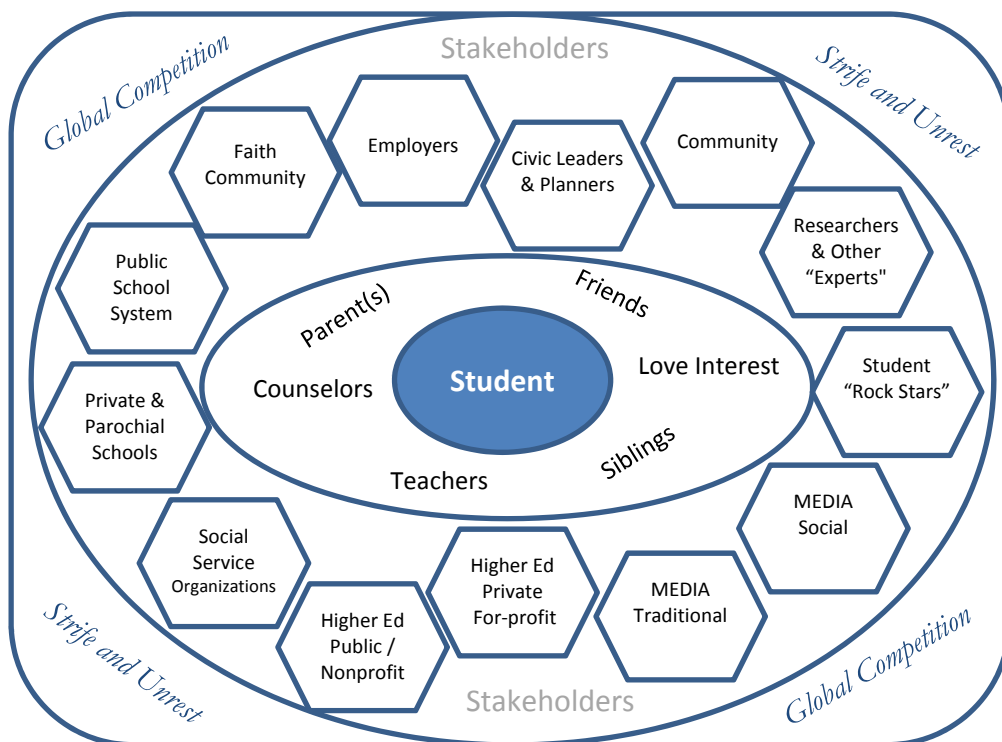 Stakeholders
Global Competition
Strife and Unrest
Faith
Community
Employers
Civic Leaders
& Planners
Community
Researchers
& Other
“Experts"
Public
School
System
Parent(s)
Friends
Student
“Rock Stars”
Love Interest
Student
Counselors
Private &
Parochial
Schools
Teachers
Siblings
MEDIA
Social
Social
Service
Organizations
Higher Ed
Public /
Nonprofit
Higher Ed
Private
For-profit
MEDIA
Traditional
Strife and Unrest
Stakeholders
Global Competition